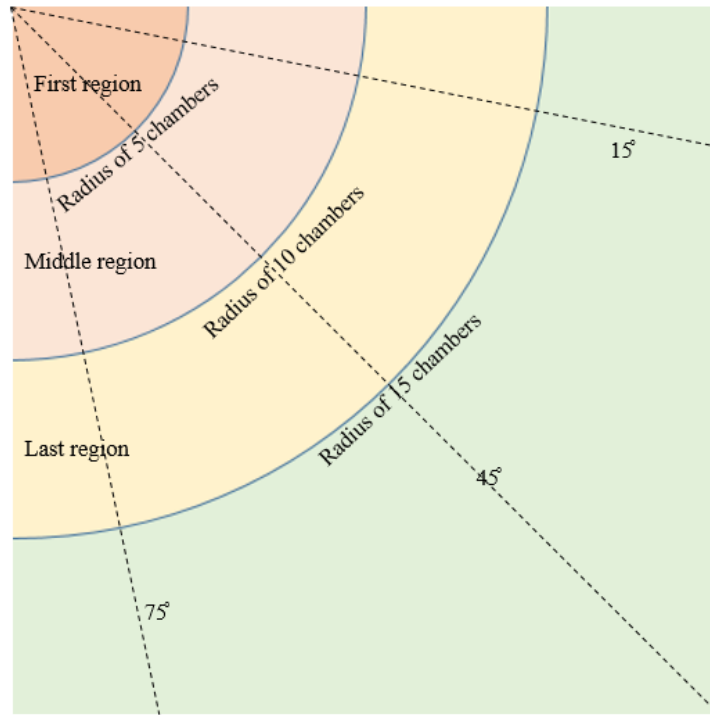 First region
Radius of 5 chambers
15°
Middle region
Radius of 10 chambers
Radius of 15 chambers
Last region
45°
75°